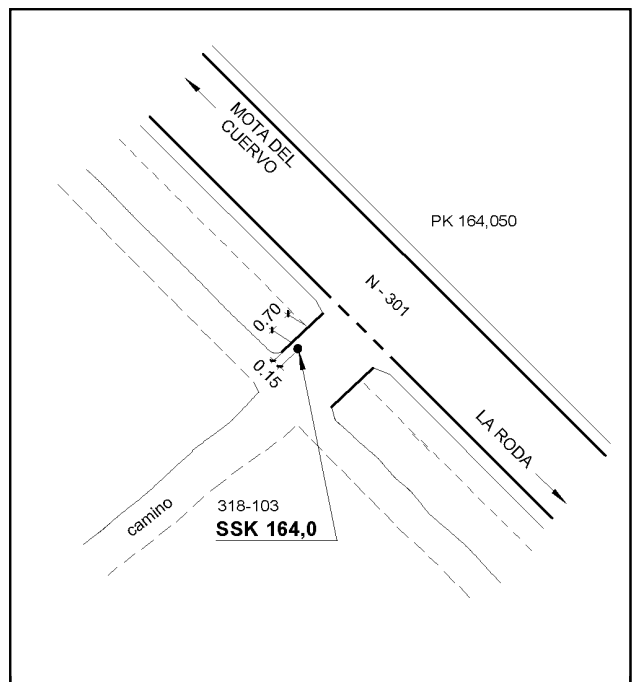 MOTA DEL
CUERVO
PK 164,050
N - 301
0.70
0.15
LA RODA
camino
318-103
SSK 164,0